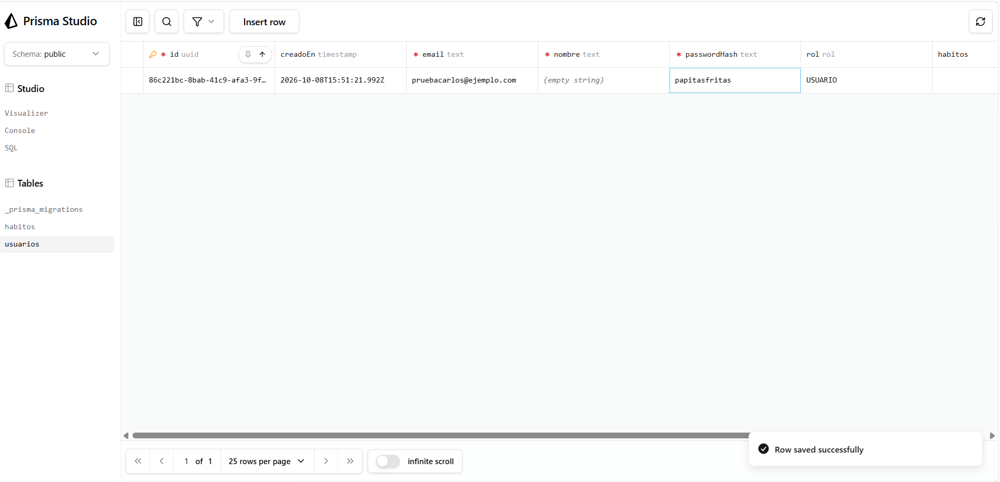 Prisma Studio
Schema: public
Studio
Visualizer
Console
SQL
Tables
_prisma_migrations
habitos
usuarios
Insert row
* id uuid
creadoEn timestamp
* email text
* nombre text
* passwordHash text
rol rol
habitos
86c221bc-8bab-41c9-afa3-9f…
2026-10-08T15:51:21.992Z
pruebacarlos@ejemplo.com
(empty string)
papitasfritas
USUARIO
1 of 1
25 rows per page
infinite scroll
Row saved successfully